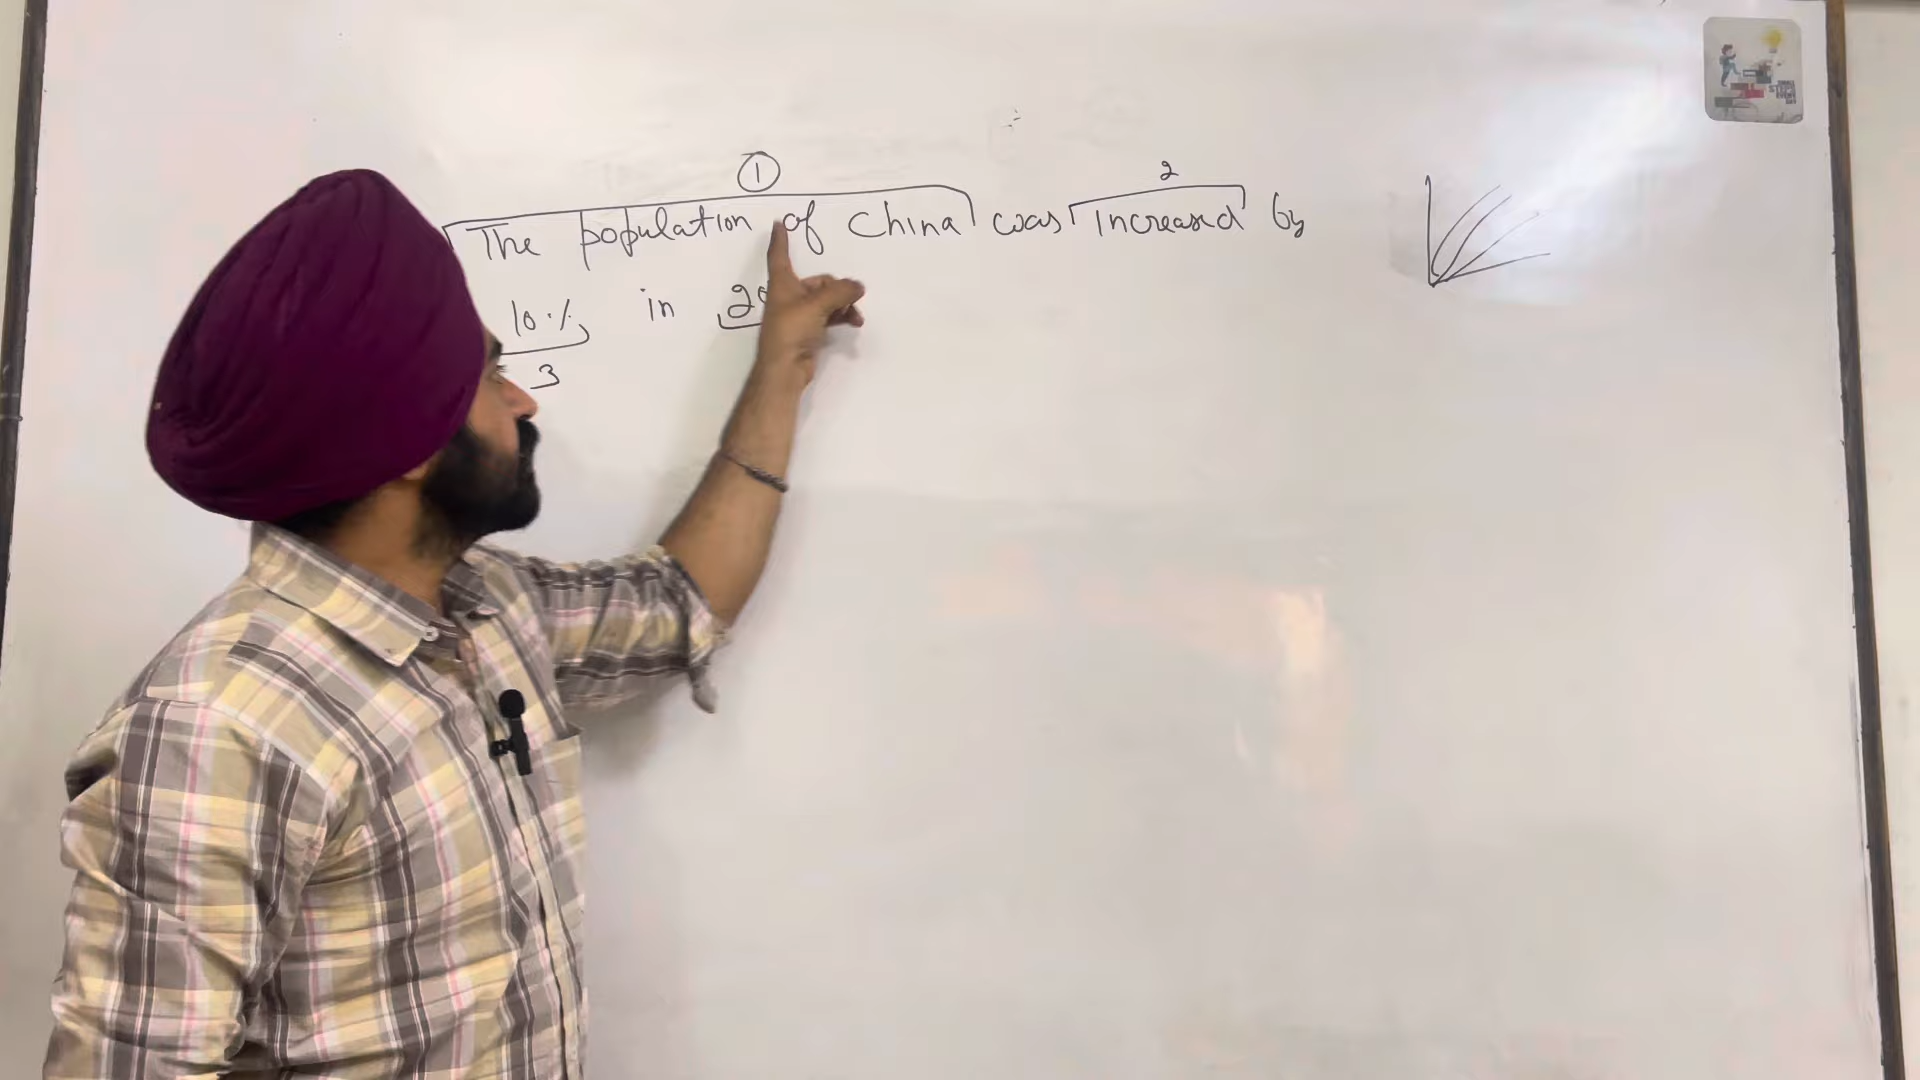 ① 2
The population of China was increased by
10% in
3